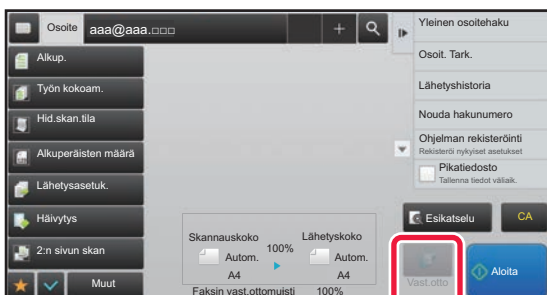 Osoite aaa@aaa.□□□
Yleinen osoitehaku
Alkup.
Osoit. Tark.
Työn kokoam.
Lähetyshistoria
Hid.skan.tila
Nouda hakunumero
Alkuperäisten määrä
Ohjelman rekisteröinti
Rekisteröi nykyiset asetukset
Pikatiedosto
Tallenna tiedot väliaik.
Lähetysasetuk.
Häivytys
Esikatselu
CA
2:n sivun skan
Skannauskoko
100%
Lähetyskoko
Autom.
A4
Autom.
A4
Vast.otto
Aloita
Muut
Faksin vast.ottomuisti 100%